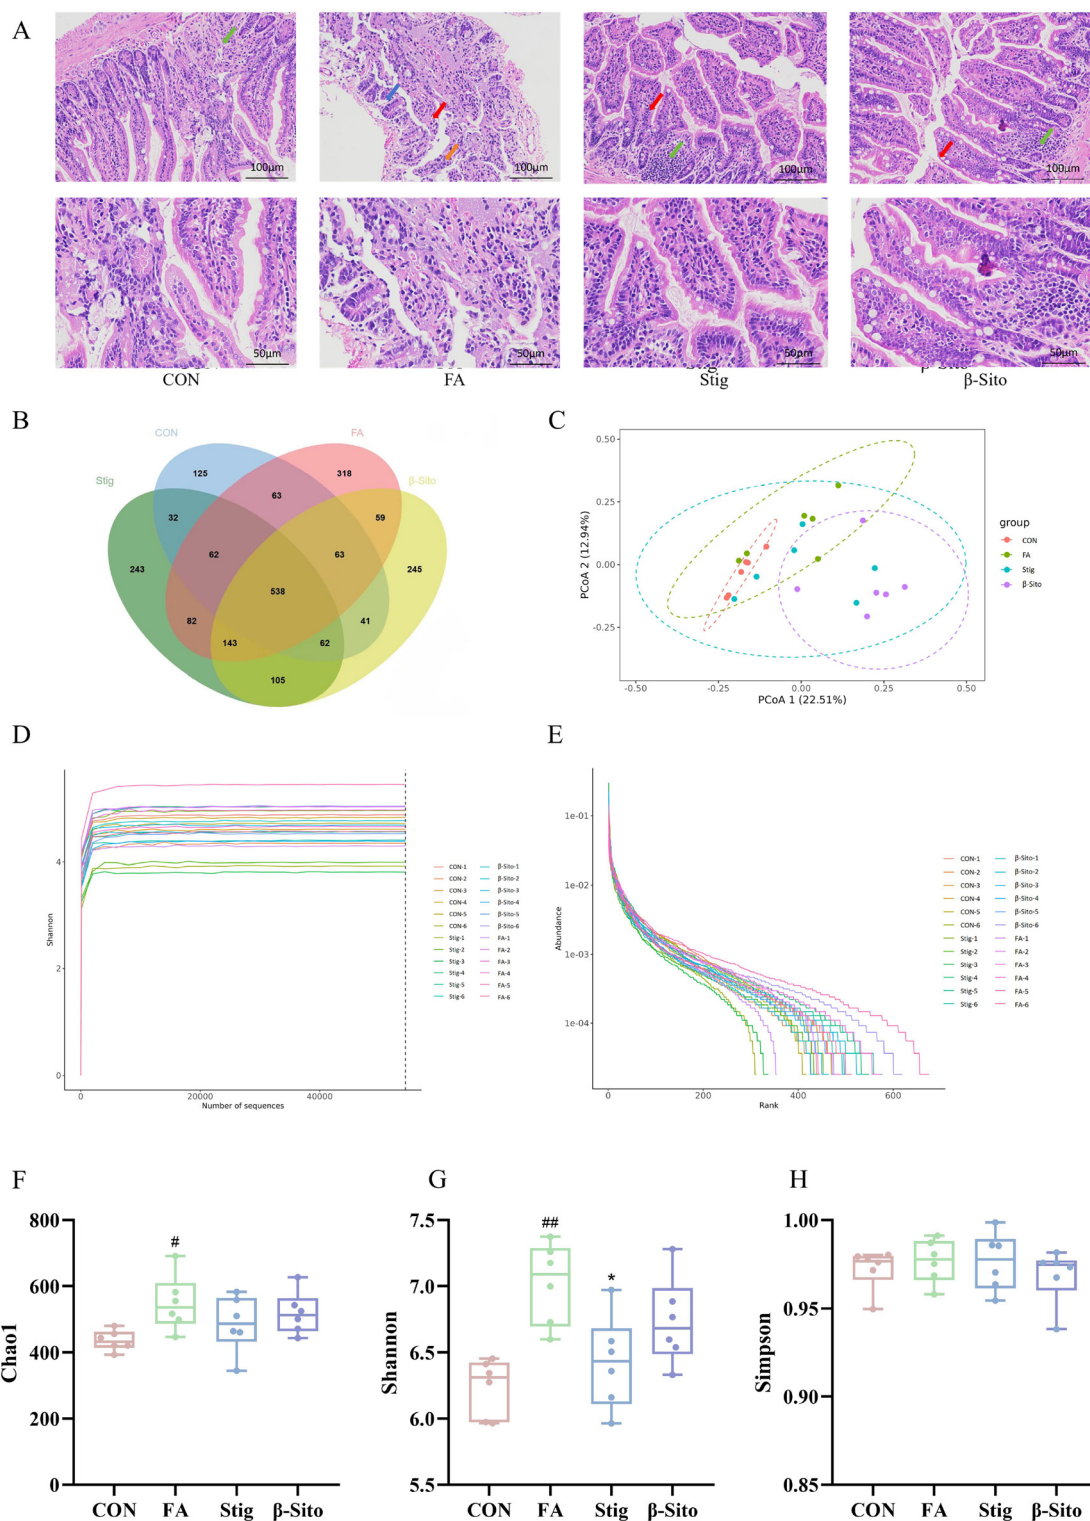 A
100μm
100μm
100μm
100μm
50μm
50μm
50μm
50μm
CON
FA
Stig
β-Sito
B
CON
FA
Stig
β-Sito
125
318
63
32
59
62
63
243
245
538
82
41
143
62
105
C
0.50
0.25
0.00
-0.25
-0.50
-0.25
0.00
0.25
0.50
PCoA 2 (12.94%)
PCoA 1 (22.51%)
group
CON
FA
Stig
β-Sito
D
4
2
0
0
20000
40000
Shannon
Number of sequences
CON-1 β-Sito-1
CON-2 β-Sito-2
CON-3 β-Sito-3
CON-4 β-Sito-4
CON-5 β-Sito-5
CON-6 β-Sito-6
Stig-1 FA-1
Stig-2 FA-2
Stig-3 FA-3
Stig-4 FA-4
Stig-5 FA-5
Stig-6 FA-6
E
1e-01
1e-02
1e-03
1e-04
0
200
400
600
Abundance
Rank
CON-1 β-Sito-1
CON-2 β-Sito-2
CON-3 β-Sito-3
CON-4 β-Sito-4
CON-5 β-Sito-5
CON-6 β-Sito-6
Stig-1 FA-1
Stig-2 FA-2
Stig-3 FA-3
Stig-4 FA-4
Stig-5 FA-5
Stig-6 FA-6
F
800
600
400
200
0
Chao1
#
CON FA Stig β-Sito
G
7.5
7.0
6.5
6.0
5.5
Shannon
##
*
CON FA Stig β-Sito
H
1.00
0.95
0.90
0.85
Simpson
CON FA Stig β-Sito